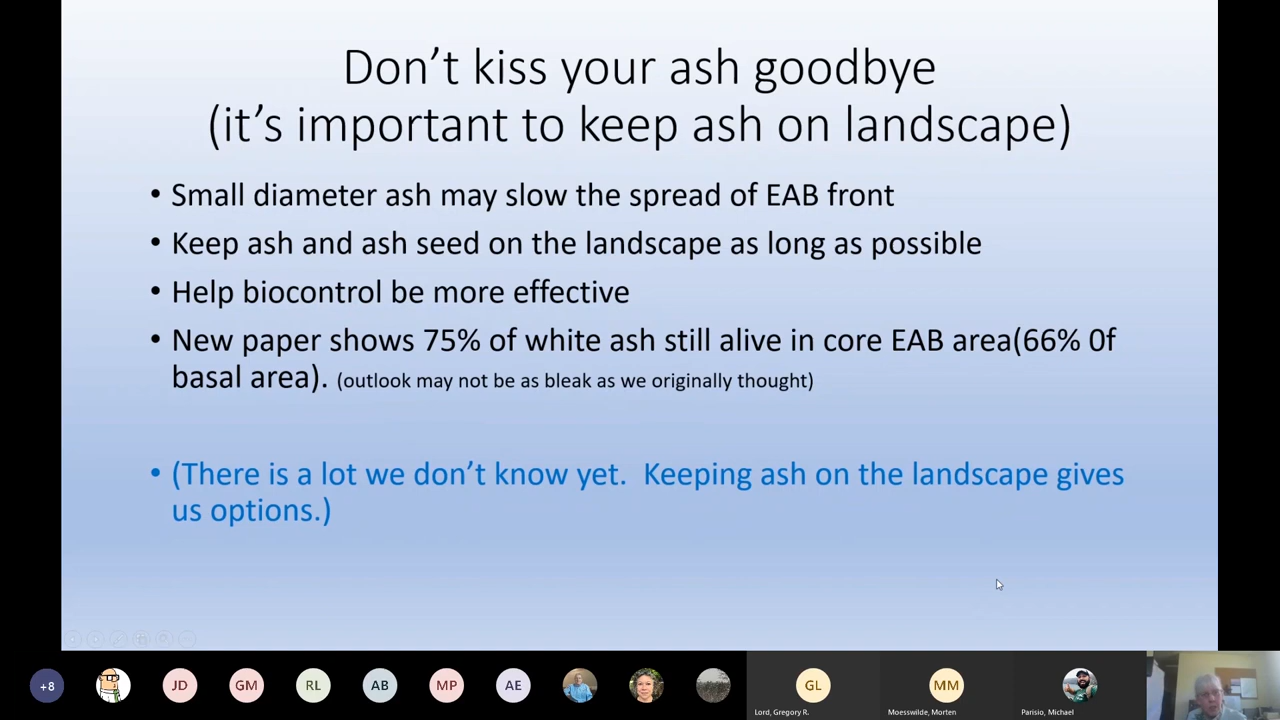 Don't kiss your ash goodbye
(it's important to keep ash on landscape)
• Small diameter ash may slow the spread of EAB front
• Keep ash and ash seed on the landscape as long as possible
• Help biocontrol be more effective
• New paper shows 75% of white ash still alive in core EAB area(66% 0f
basal area). (outlook may not be as bleak as we originally thought)
• (There is a lot we don't know yet.  Keeping ash on the landscape gives
us options.)
+8
JD
GM
RL
AB
MP
AE
GL
MM
Lord, Gregory R.
Moesswilde, Morten
Parisio, Michael